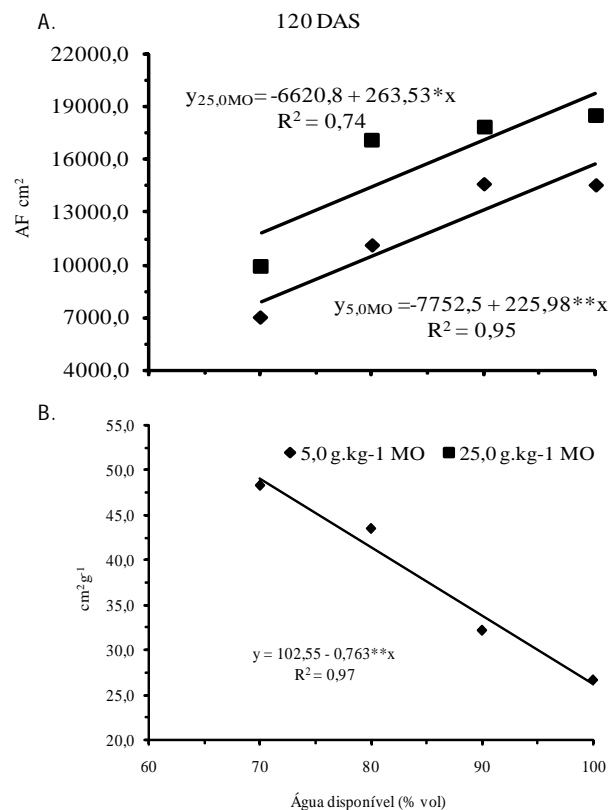 A.
120 DAS
y25,0MO= -6620,8 + 263,53*x
R² = 0,74
y5,0MO =-7752,5 + 225,98**x
R² = 0,95
AF cm²
19000,0
16000,0
13000,0
10000,0
7000,0
4000,0
B.
5,0 g.kg-1 MO
25,0 g.kg-1 MO
y = 102,55 - 0,763**x
R² = 0,97
cm²g⁻¹
55,0
50,0
45,0
40,0
35,0
30,0
25,0
20,0
60 70 80 90 100
Água disponível (% vol)